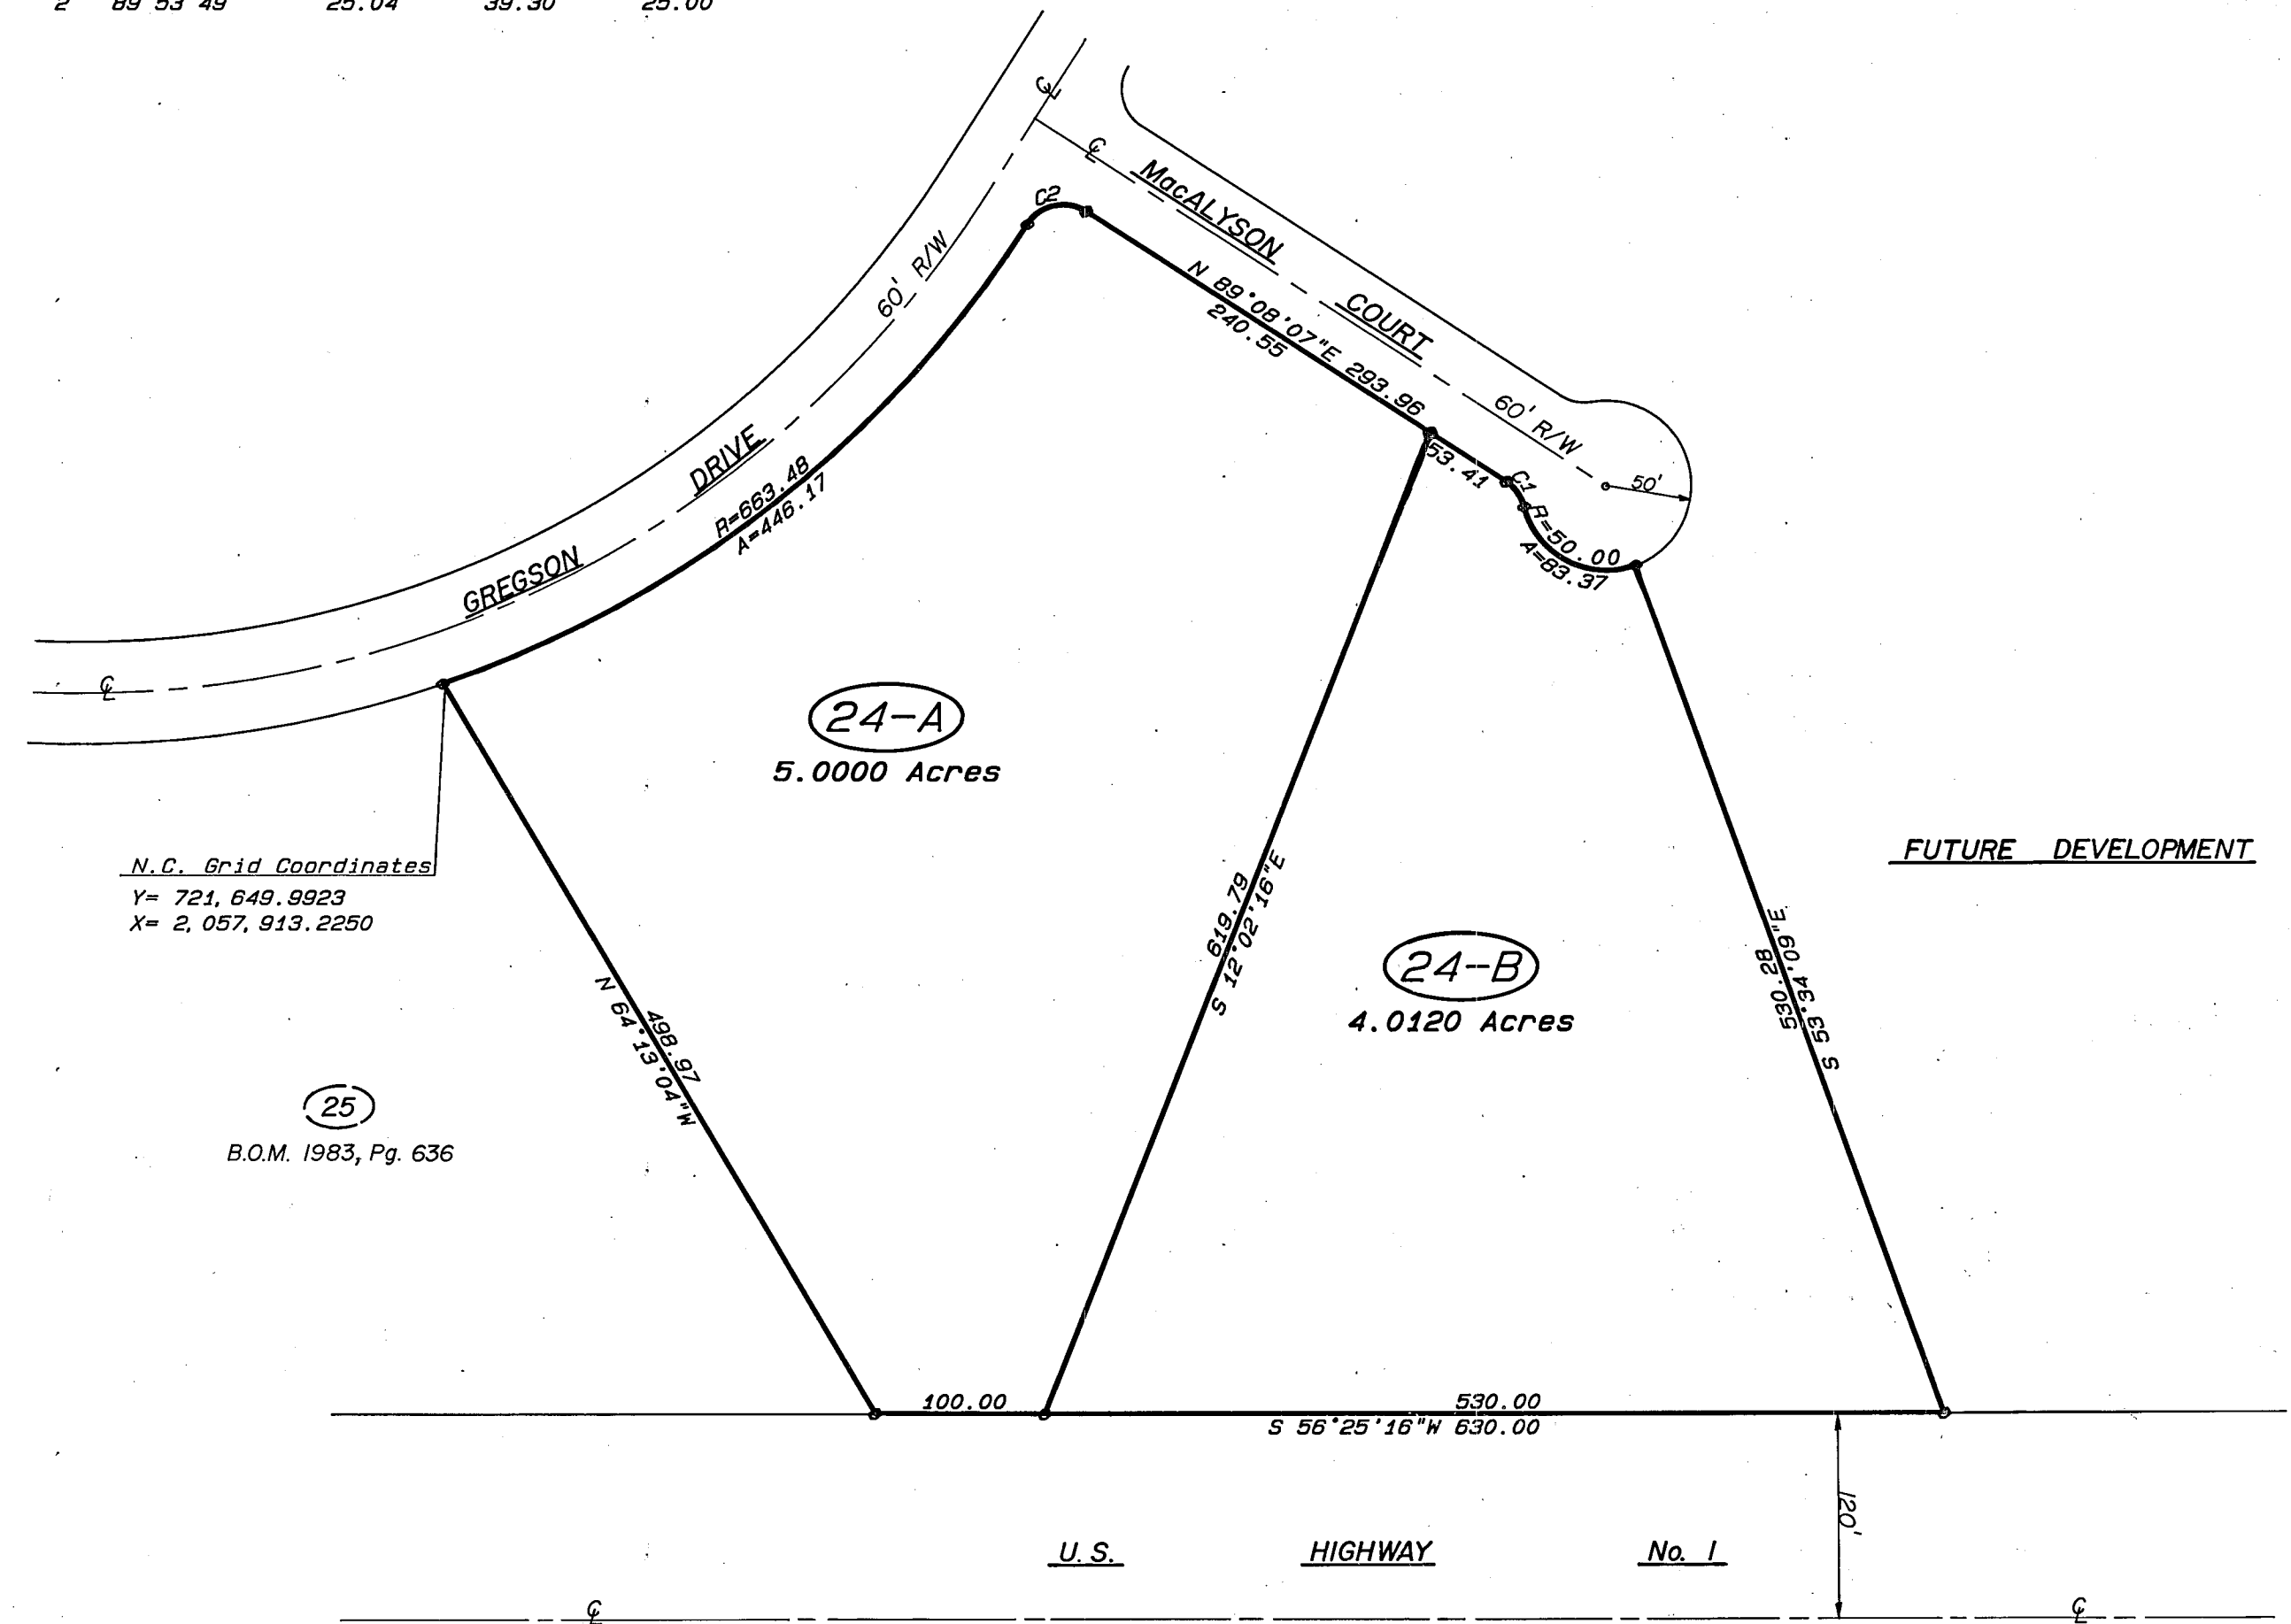 2 89°53'49" 25.04 39.30 25.00
℄
℄
C2
MacALYSON COURT
60' R/W
N 89°08'07"E 293.96
240.55
60' R/W
53.41
C1
50'
R=50.00
A=83.37
GREGSON DRIVE
R=663.48
A=446.17
℄
24-A
5.0000 Acres
N.C. Grid Coordinates
Y= 721,649.9923
X= 2,057,913.2250
FUTURE DEVELOPMENT
619.79
S 12°02'16"E
24-B
4.0120 Acres
530.28
S 53°34'09"E
498.97
N 64°13'04"W
25
B.O.M. 1983, Pg. 636
100.00
530.00
S 56°25'16"W 630.00
120'
U.S. HIGHWAY No. 1
℄
℄